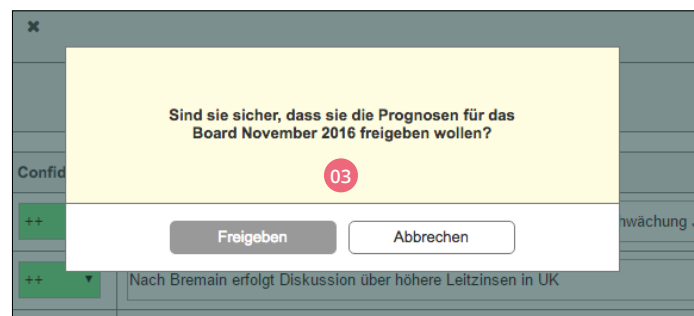 ✖
Sind sie sicher, dass sie die Prognosen für das
Board November 2016 freigeben wollen?
03
Confid
++
hwächung
Freigeben
Abbrechen
++ ▼
Nach Bremain erfolgt Diskussion über höhere Leitzinsen in UK